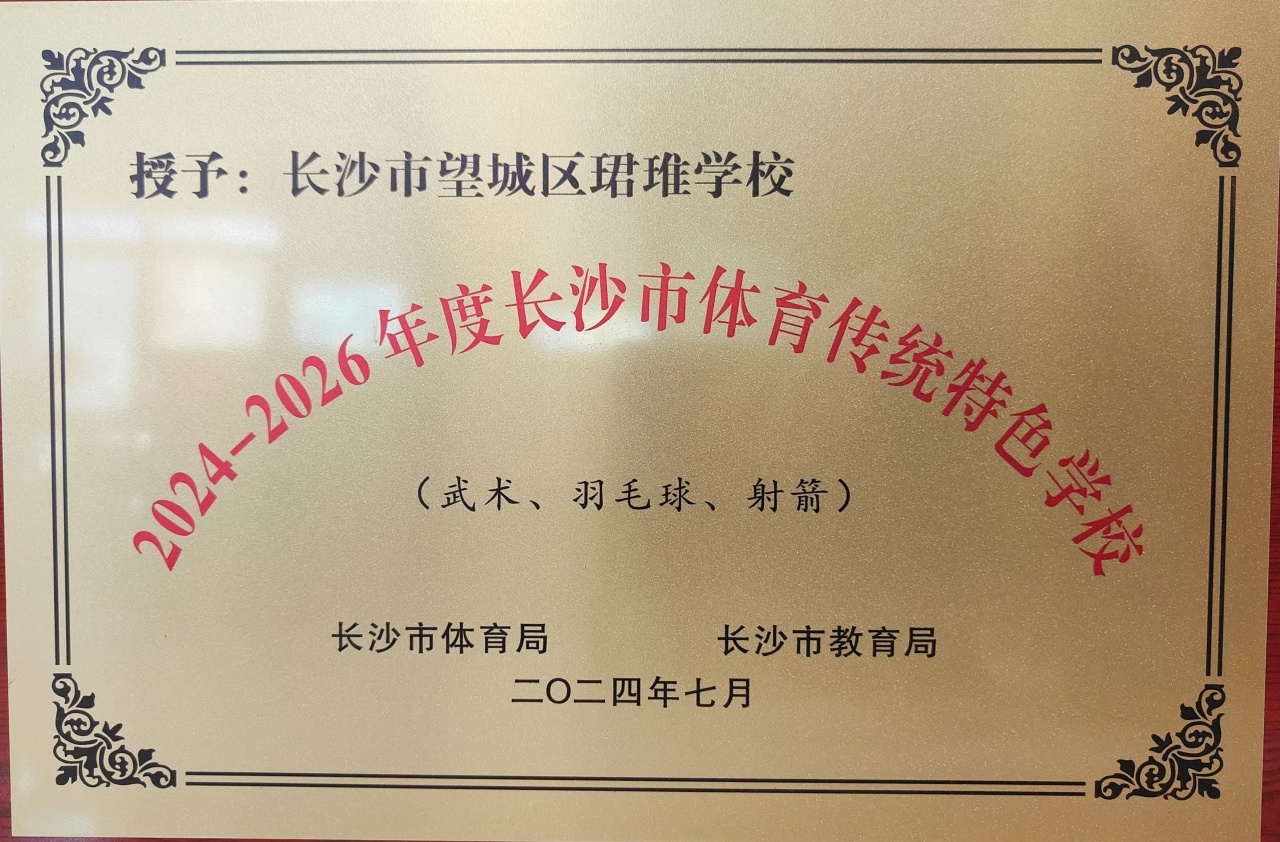 授予：长沙市望城区珺琟学校
2024-2026年度长沙市体育传统特色学校
（武术、羽毛球、射箭）
长沙市体育局 长沙市教育局
二〇二四年七月